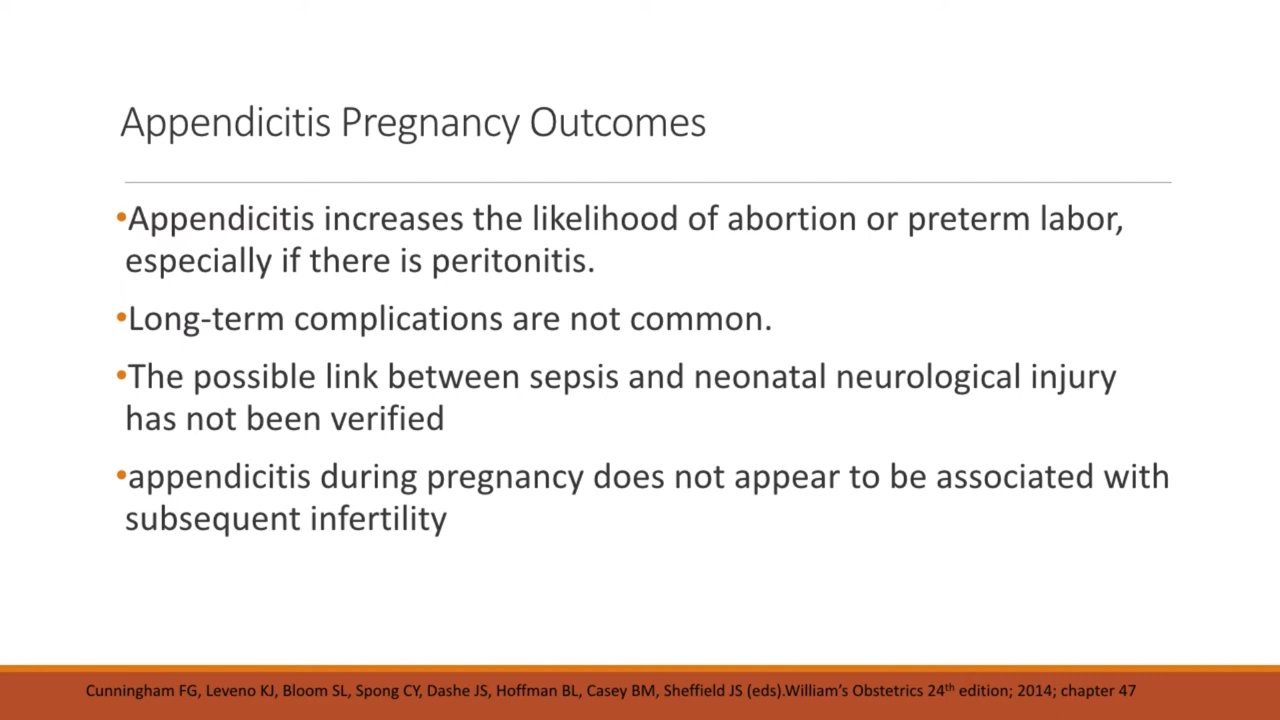 Appendicitis Pregnancy Outcomes
•Appendicitis increases the likelihood of abortion or preterm labor,
especially if there is peritonitis.
•Long-term complications are not common.
•The possible link between sepsis and neonatal neurological injury
has not been verified
•appendicitis during pregnancy does not appear to be associated with
subsequent infertility
Cunningham FG, Leveno KJ, Bloom SL, Spong CY, Dashe JS, Hoffman BL, Casey BM, Sheffield JS (eds).William’s Obstetrics 24th edition; 2014; chapter 47